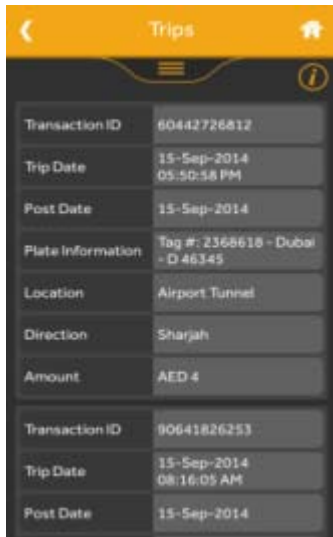 Trips
Transaction ID 60442726812
Trip Date 15-Sep-2014
05:50:58 PM
Post Date 15-Sep-2014
Plate Information Tag #: 2368618 - Dubai
- D 46345
Location Airport Tunnel
Direction Sharjah
Amount AED 4
Transaction ID 90641826253
Trip Date 15-Sep-2014
08:16:05 AM
Post Date 15-Sep-2014